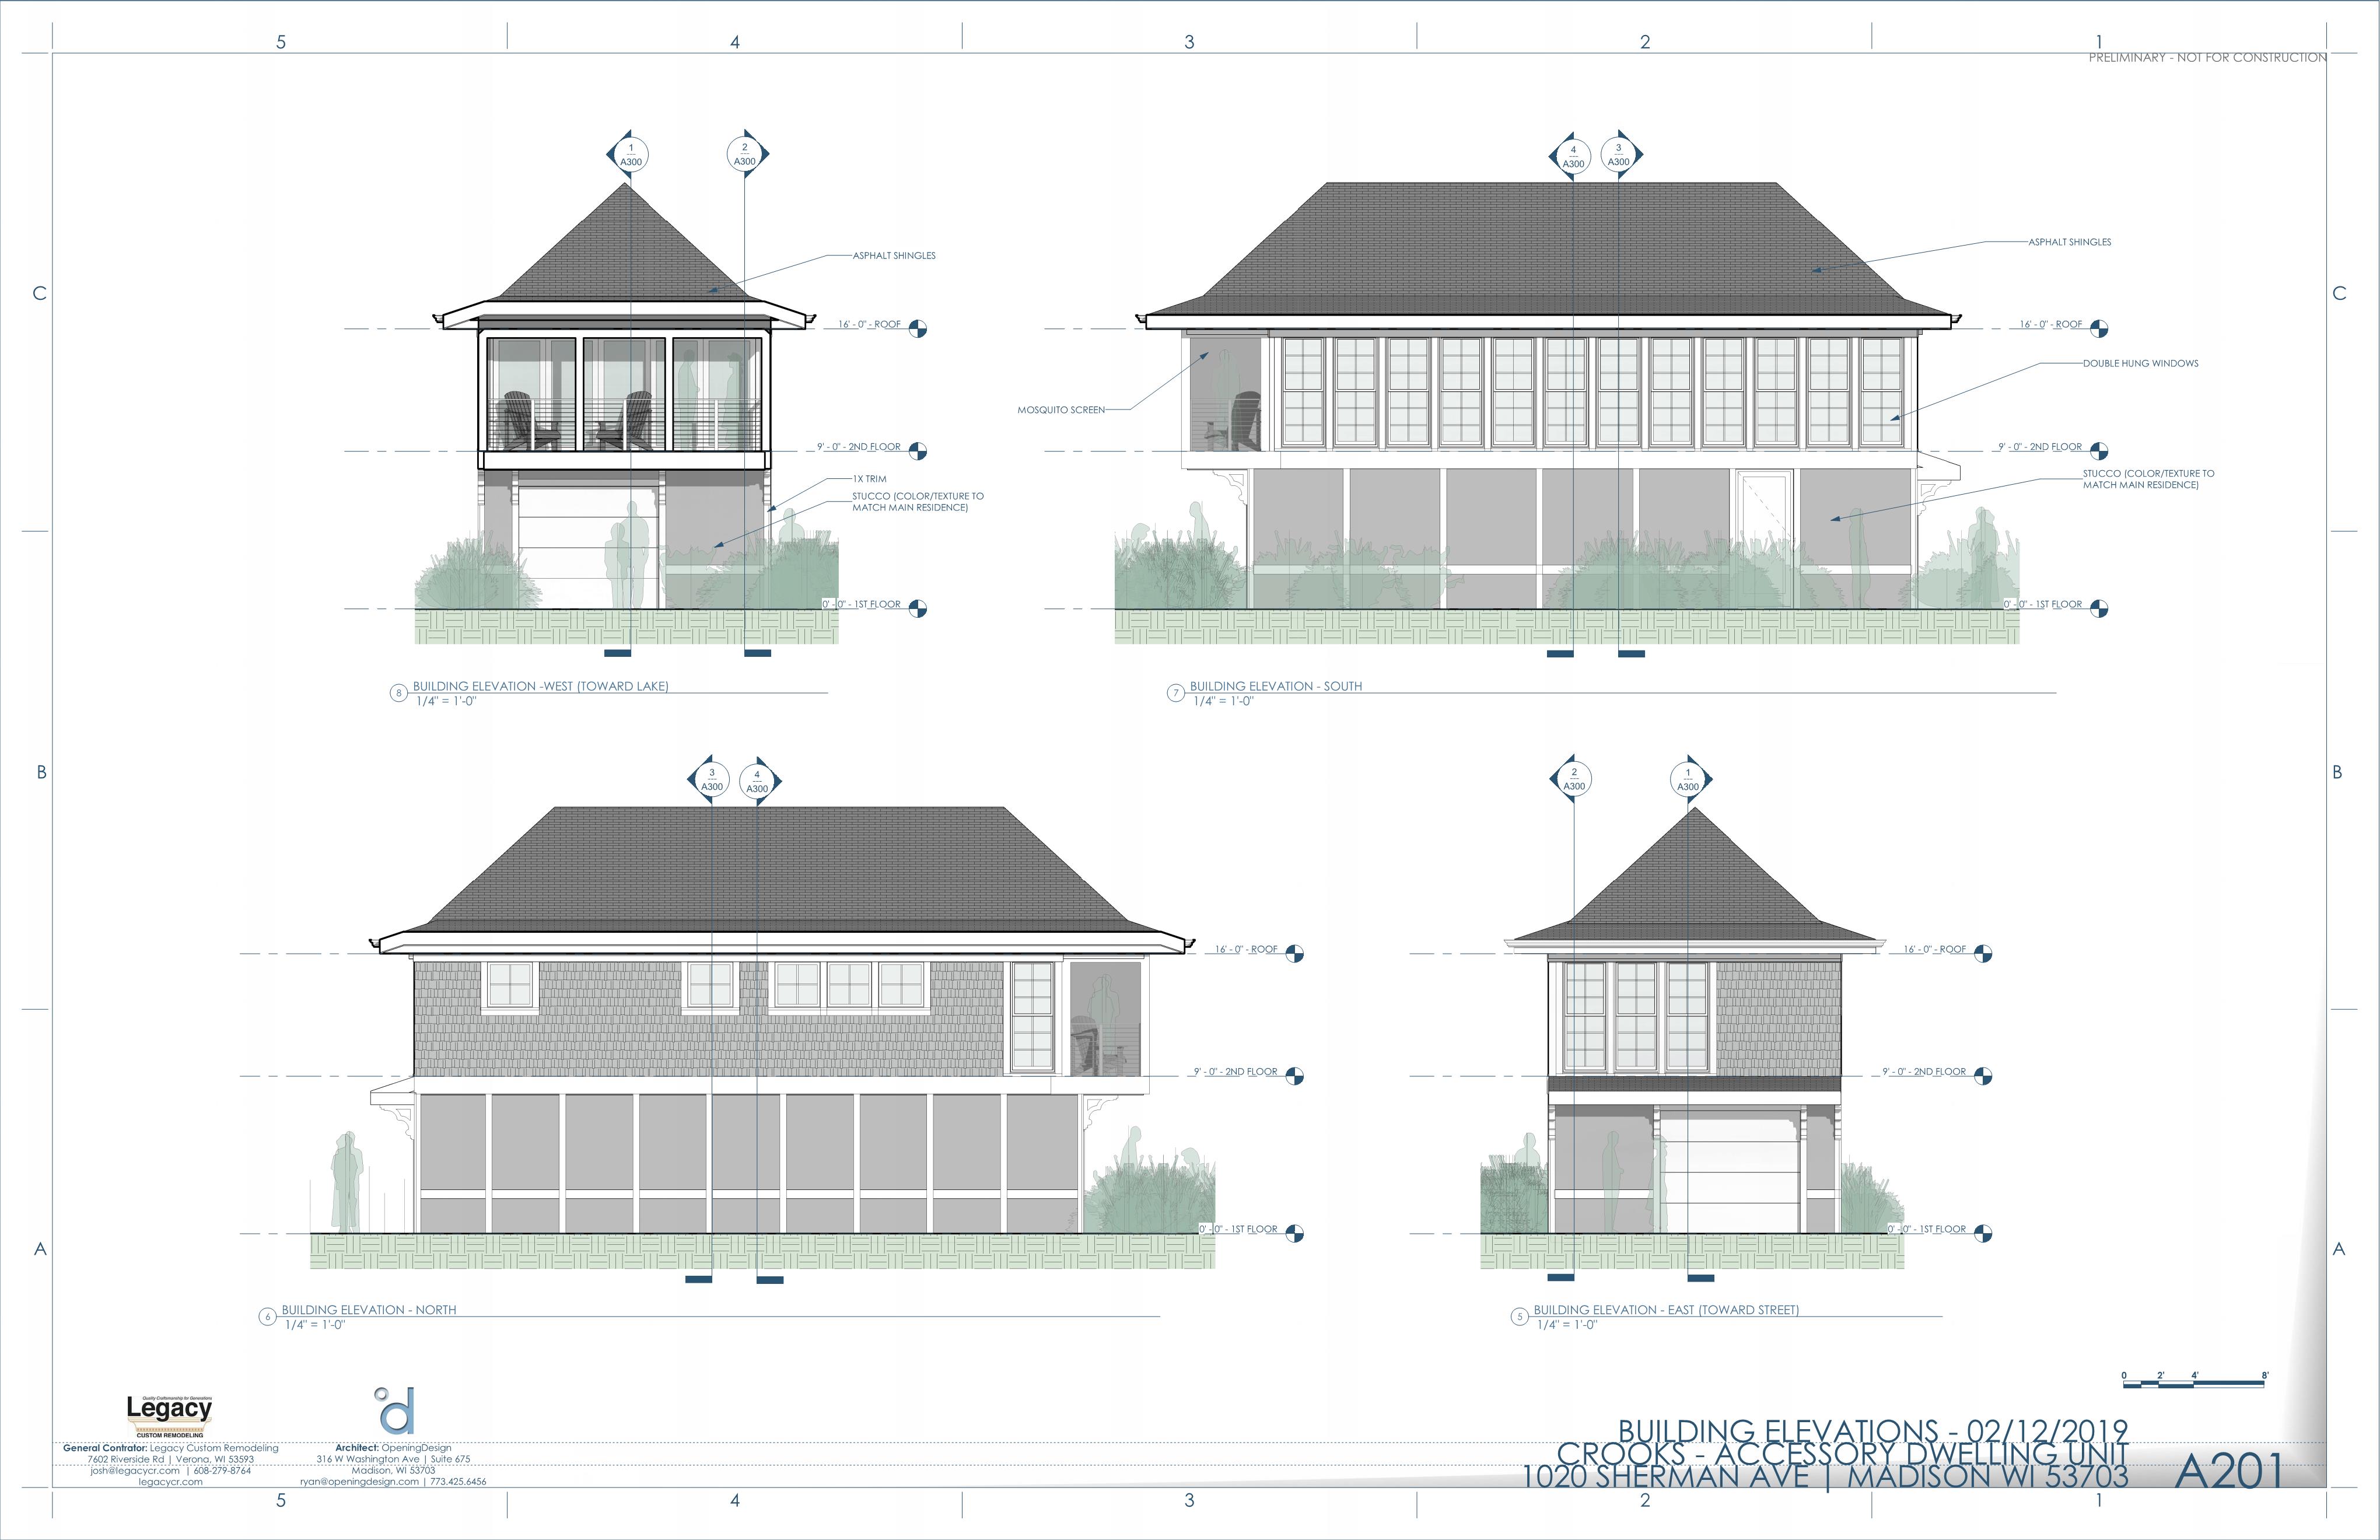 5 4 3 2 1
PRELIMINARY - NOT FOR CONSTRUCTION
C
C
1
A300
2
A300
ASPHALT SHINGLES
16' - 0" - ROOF
9' - 0" - 2ND FLOOR
1X TRIM
STUCCO (COLOR/TEXTURE TO
MATCH MAIN RESIDENCE)
0' - 0" - 1ST FLOOR
8 BUILDING ELEVATION -WEST (TOWARD LAKE)
1/4" = 1'-0"
4
A300
3
A300
ASPHALT SHINGLES
16' - 0" - ROOF
DOUBLE HUNG WINDOWS
MOSQUITO SCREEN
9' - 0" - 2ND FLOOR
STUCCO (COLOR/TEXTURE TO
MATCH MAIN RESIDENCE)
0' - 0" - 1ST FLOOR
7 BUILDING ELEVATION - SOUTH
1/4" = 1'-0"
B
B
3
A300
4
A300
16' - 0" - ROOF
9' - 0" - 2ND FLOOR
0' - 0" - 1ST FLOOR
6 BUILDING ELEVATION - NORTH
1/4" = 1'-0"
2
A300
1
A300
16' - 0" - ROOF
9' - 0" - 2ND FLOOR
0' - 0" - 1ST FLOOR
5 BUILDING ELEVATION - EAST (TOWARD STREET)
1/4" = 1'-0"
A
A
0 2' 4' 8'
Quality Craftsmanship for Generations
Legacy
CUSTOM REMODELING
General Contrator: Legacy Custom Remodeling
7602 Riverside Rd | Verona, WI 53593
josh@legacycr.com | 608-279-8764
legacycr.com
d
Architect: OpeningDesign
316 W Washington Ave | Suite 675
Madison, WI 53703
ryan@openingdesign.com | 773.425.6456
BUILDING ELEVATIONS - 02/12/2019
CROOKS - ACCESSORY DWELLING UNIT
1020 SHERMAN AVE | MADISON WI 53703
A201
5 4 3 2 1